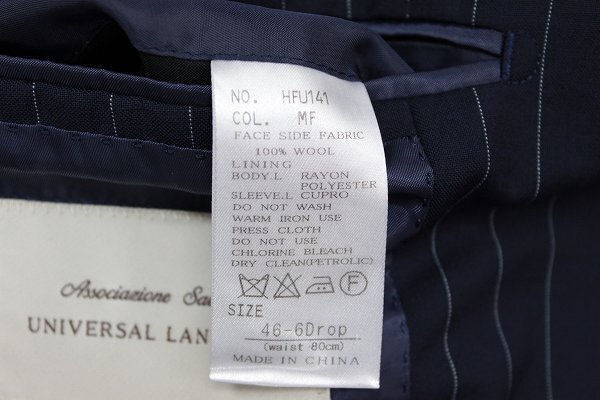 NO. HFU141
COL. MF
FACE SIDE FABRIC
100% WOOL
LINING
BODY.L RAYON
POLYESTER
SLEEVE.L CUPRO
DO NOT WASH
WARM IRON USE
PRESS CLOTH
DO NOT USE
CHLORINE BLEACH
DRY CLEAN(PETROLIC)
F
SIZE
46-6Drop
(waist 80cm)
MADE IN CHINA
Associazione
UNIVERSAL